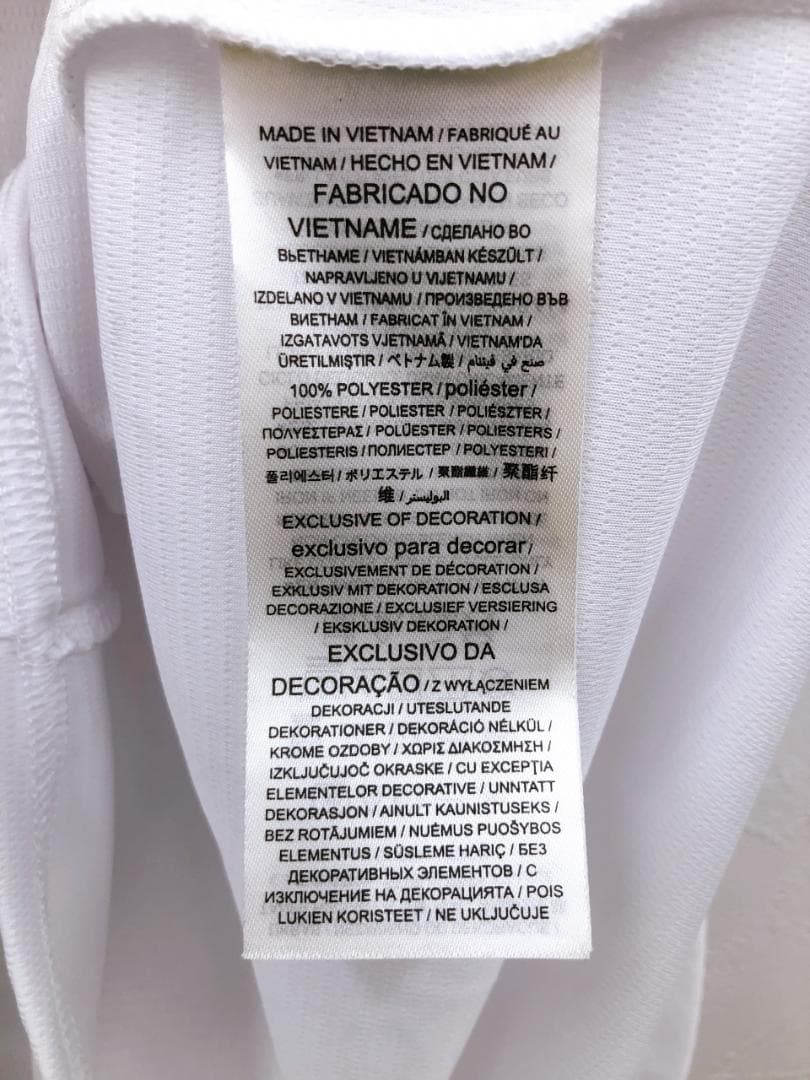 MADE IN VIETNAM / FABRIQUÉ AU
VIETNAM / HECHO EN VIETNAM /
FABRICADO NO
VIETNAME / СДЕЛАНО ВО
ВЬЕТНАМЕ / VIETNÁMBAN KÉSZÜLT /
NAPRAVLJENO U VIJETNAMU /
IZDELANO V VIETNAMU / ПРОИЗВЕДЕНО ВЪВ
ВИЕТНАМ / FABRICAT ÎN VIETNAM /
IZGATAVOTS VJETNAMĀ / VIETNAM'DA
ÜRETILMIŞTIR / ベトナム製 / صنع في فيتنام
100% POLYESTER / poliéster /
POLIESTERE / POLIESTER / POLIÉSZTER /
ΠΟΛΥΕΣΤΕΡΑΣ / POLÜESTER / POLIESTERS /
POLIESTERIS / ПОЛИЕСТЕР / POLYESTERI /
폴리에스터 / ポリエステル / 聚酯纖維 / 聚酯纤
维 / البوليستر
EXCLUSIVE OF DECORATION /
exclusivo para decorar /
EXCLUSIVEMENT DE DÉCORATION /
EXKLUSIV MIT DEKORATION / ESCLUSA
DECORAZIONE / EXCLUSIEF VERSIERING
/ EKSKLUSIV DEKORATION /
EXCLUSIVO DA
DECORAÇÃO / Z WYŁĄCZENIEM
DEKORACJI / UTESLUTANDE
DEKORATIONER / DEKORÁCIÓ NÉLKÜL /
KROME OZDOBY / ΧΩΡΙΣ ΔΙΑΚΟΣΜΗΣΗ /
IZKLJUČUJOČ OKRASKE / CU EXCEPŢIA
ELEMENTELOR DECORATIVE / UNNTATT
DEKORASJON / AINULT KAUNISTUSEKS /
BEZ ROTĀJUMIEM / NUĖMUS PUOŠYBOS
ELEMENTUS / SÜSLEME HARIÇ / БЕЗ
ДЕКОРАТИВНЫХ ЭЛЕМЕНТОВ / С
ИЗКЛЮЧЕНИЕ НА ДЕКОРАЦИЯТА / POIS
LUKIEN KORISTEET / NE UKLJUČUJE